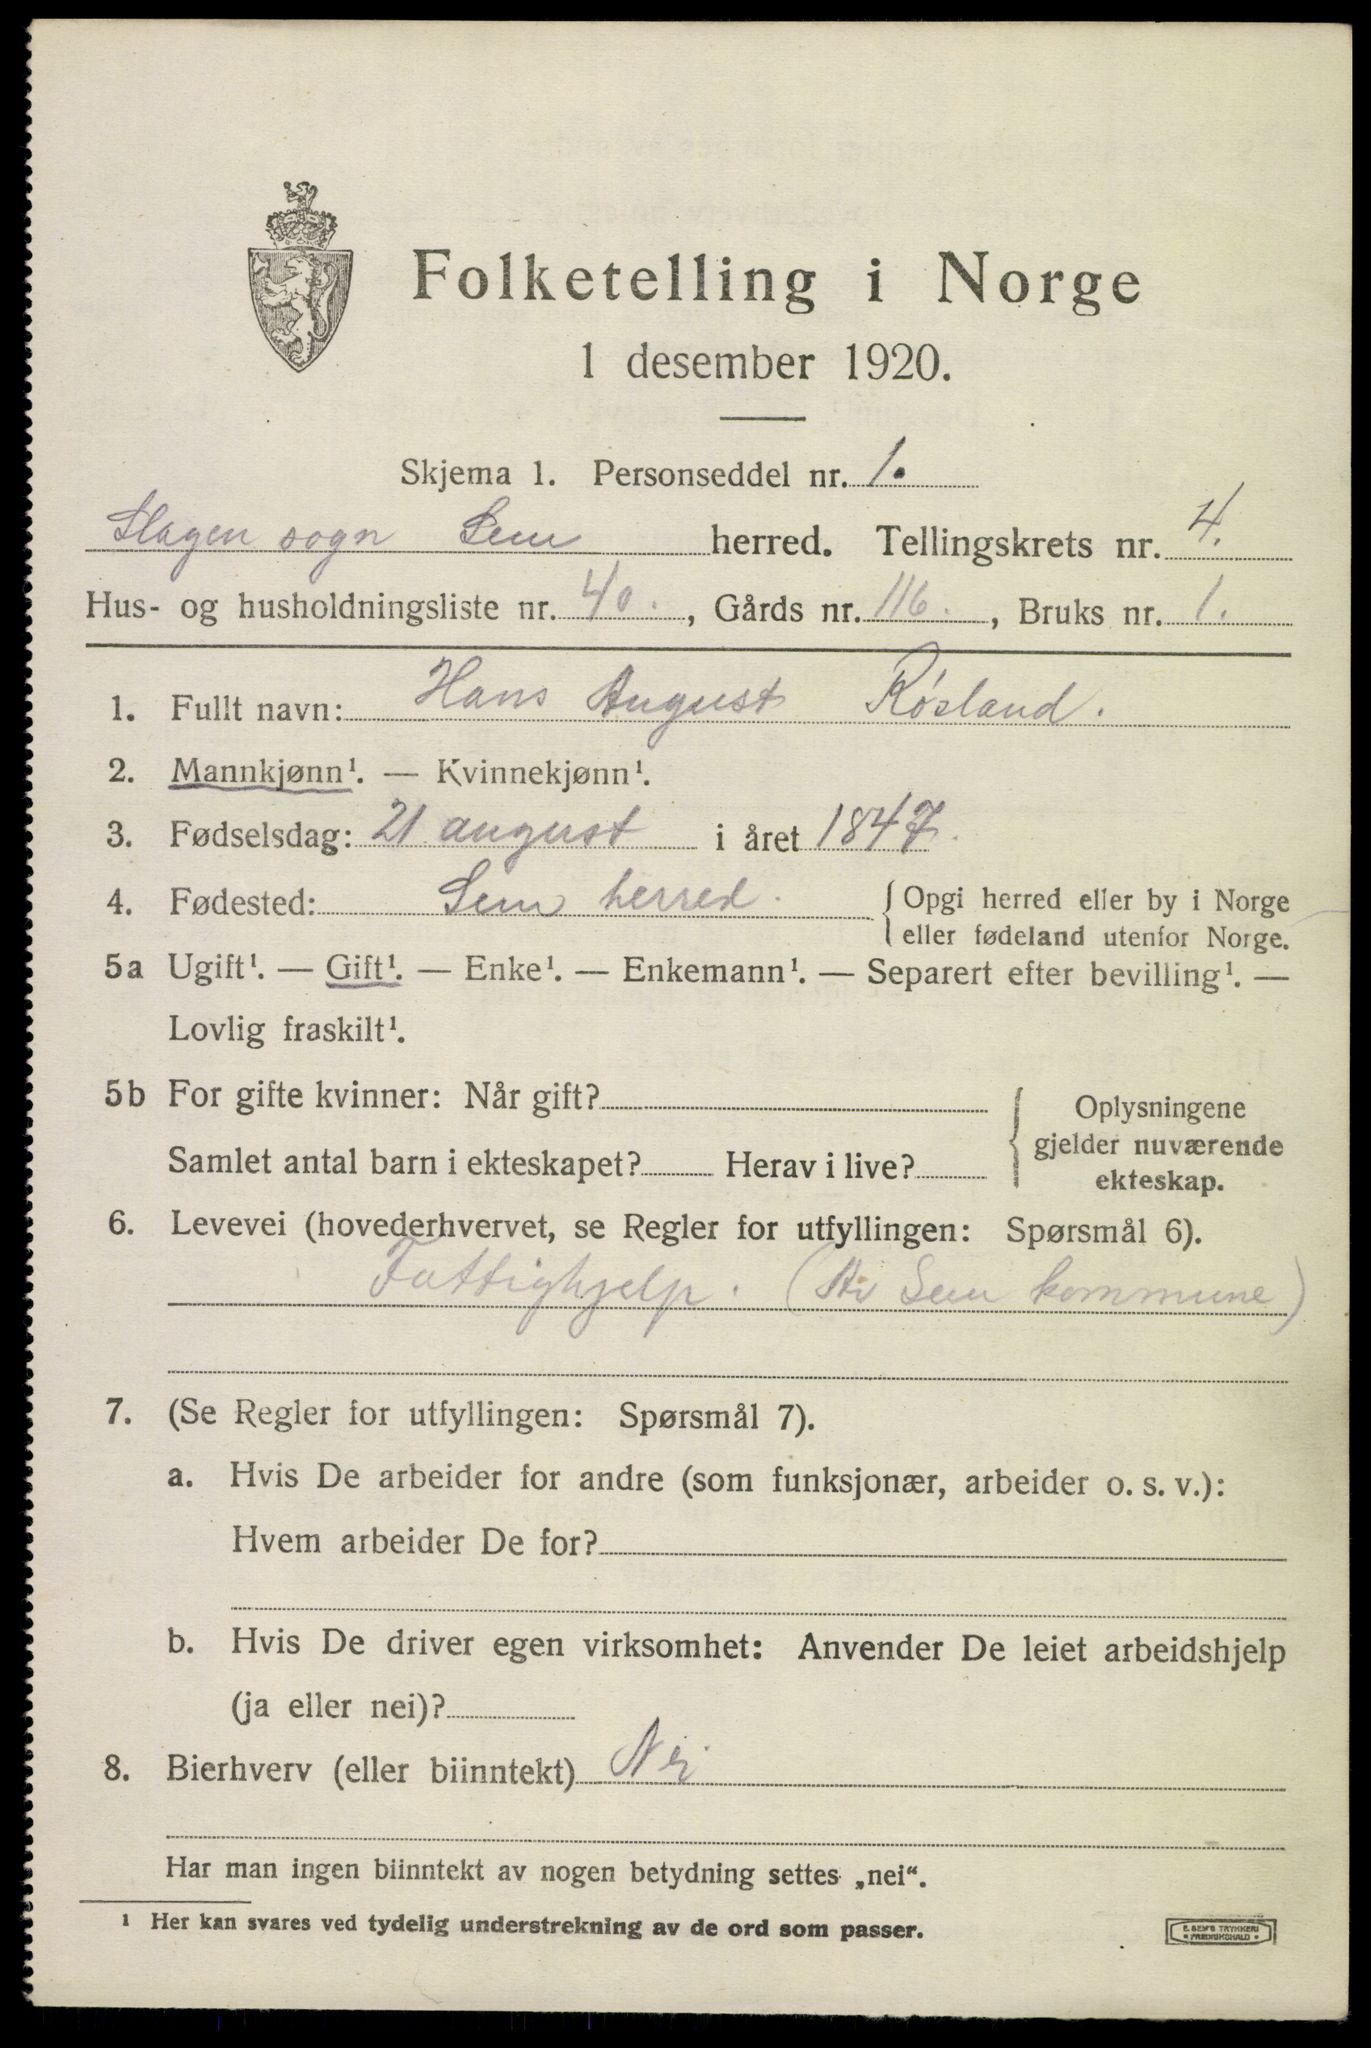 Folketelling i Norge
1 desember 1920.
Skjema 1. Personseddel nr. 1.
Slagen sogn Sem herred. Tellingskrets nr. 4.
Hus- og husholdningsliste nr. 40., Gårds nr. 116., Bruks nr. 1.
1. Fullt navn: Hans August Røsland.
2. Mannkjønn¹. — Kvinnekjønn¹.
3. Fødselsdag: 21 august i året 1847.
4. Fødested: Sem herred. { Opgi herred eller by i Norge
eller fødeland utenfor Norge.
5a Ugift¹. — Gift¹. — Enke¹. — Enkemann¹. — Separert efter bevilling¹. —
Lovlig fraskilt¹.
5b For gifte kvinner: Når gift?
Samlet antal barn i ekteskapet? Herav i live?
{ Oplysningene
gjelder nuværende
ekteskap.
6. Levevei (hovederhvervet, se Regler for utfyllingen: Spørsmål 6).
Fattighjelp. (Av Sem kommune)
7. (Se Regler for utfyllingen: Spørsmål 7).
a. Hvis De arbeider for andre (som funksjonær, arbeider o. s. v.):
Hvem arbeider De for?
b. Hvis De driver egen virksomhet: Anvender De leiet arbeidshjelp
(ja eller nei)?
8. Bierhverv (eller biinntekt) Nei
Har man ingen biinntekt av nogen betydning settes „nei“.
¹ Her kan svares ved tydelig understrekning av de ord som passer.
E. SEM'S TRYKKERI
• FREDRIKSHALD •